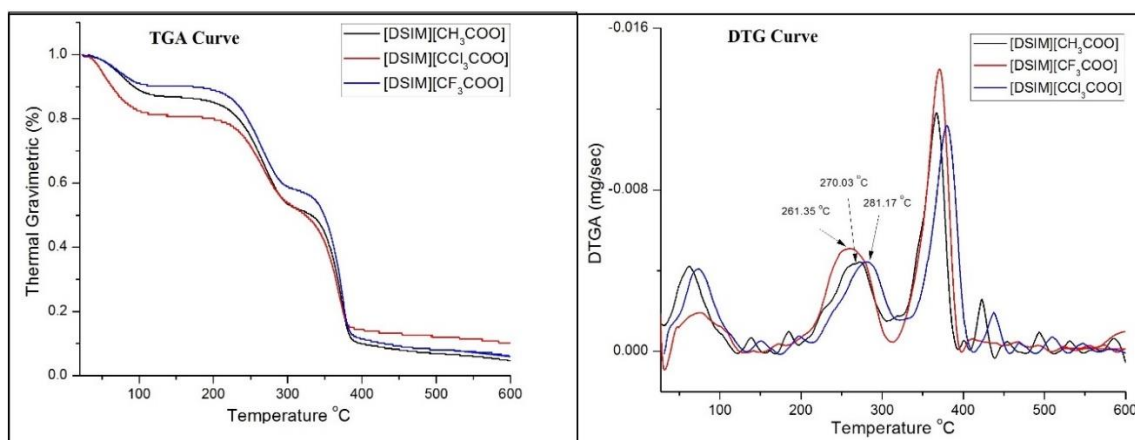 TGA Curve
[DSIM][CH₃COO]
[DSIM][CCl₃COO]
[DSIM][CF₃COO]
Thermal Gravimetric (%)
1.0
0.8
0.6
0.4
0.2
0.0
100 200 300 400 500 600
Temperature °C
DTG Curve
[DSIM][CH₃COO]
[DSIM][CF₃COO]
[DSIM][CCl₃COO]
DTGA (mg/sec)
-0.016
-0.008
0.000
270.03 °C
261.35 °C
281.17 °C
100 200 300 400 500 600
Temperature °C